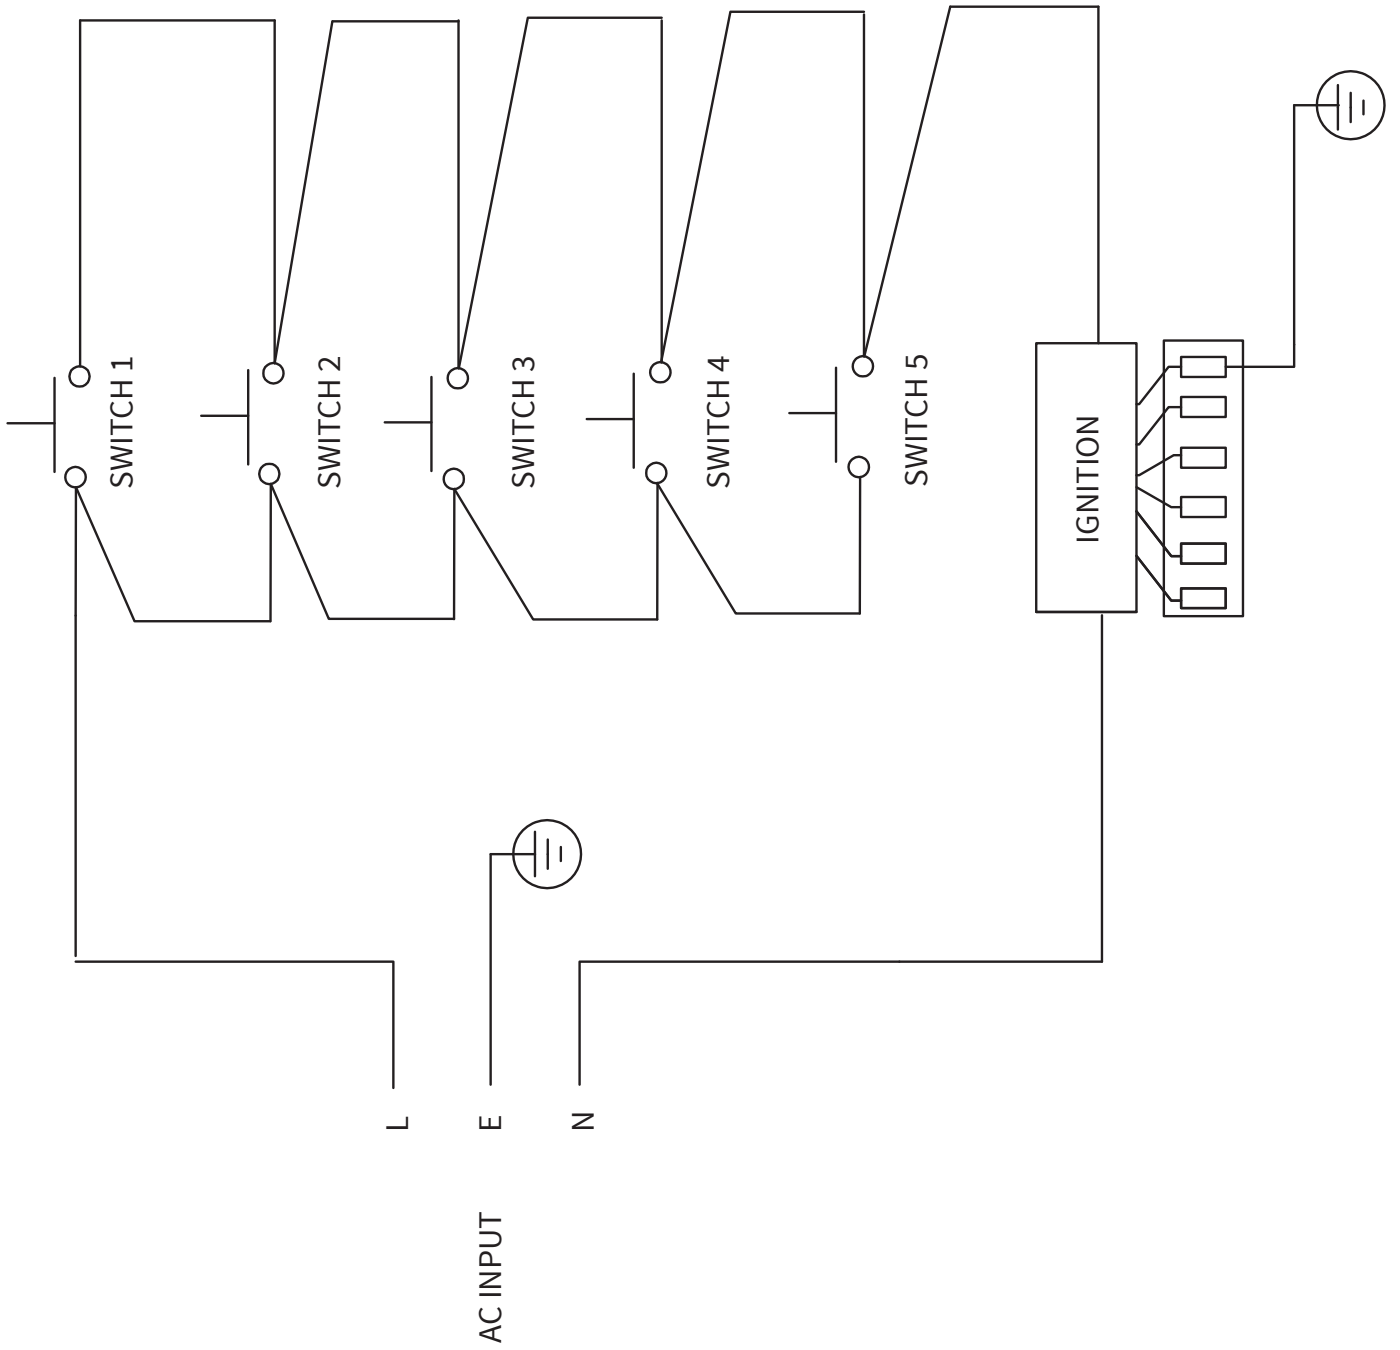 SWITCH 1
SWITCH 2
SWITCH 3
SWITCH 4
SWITCH 5
IGNITION
L
E
N
AC INPUT